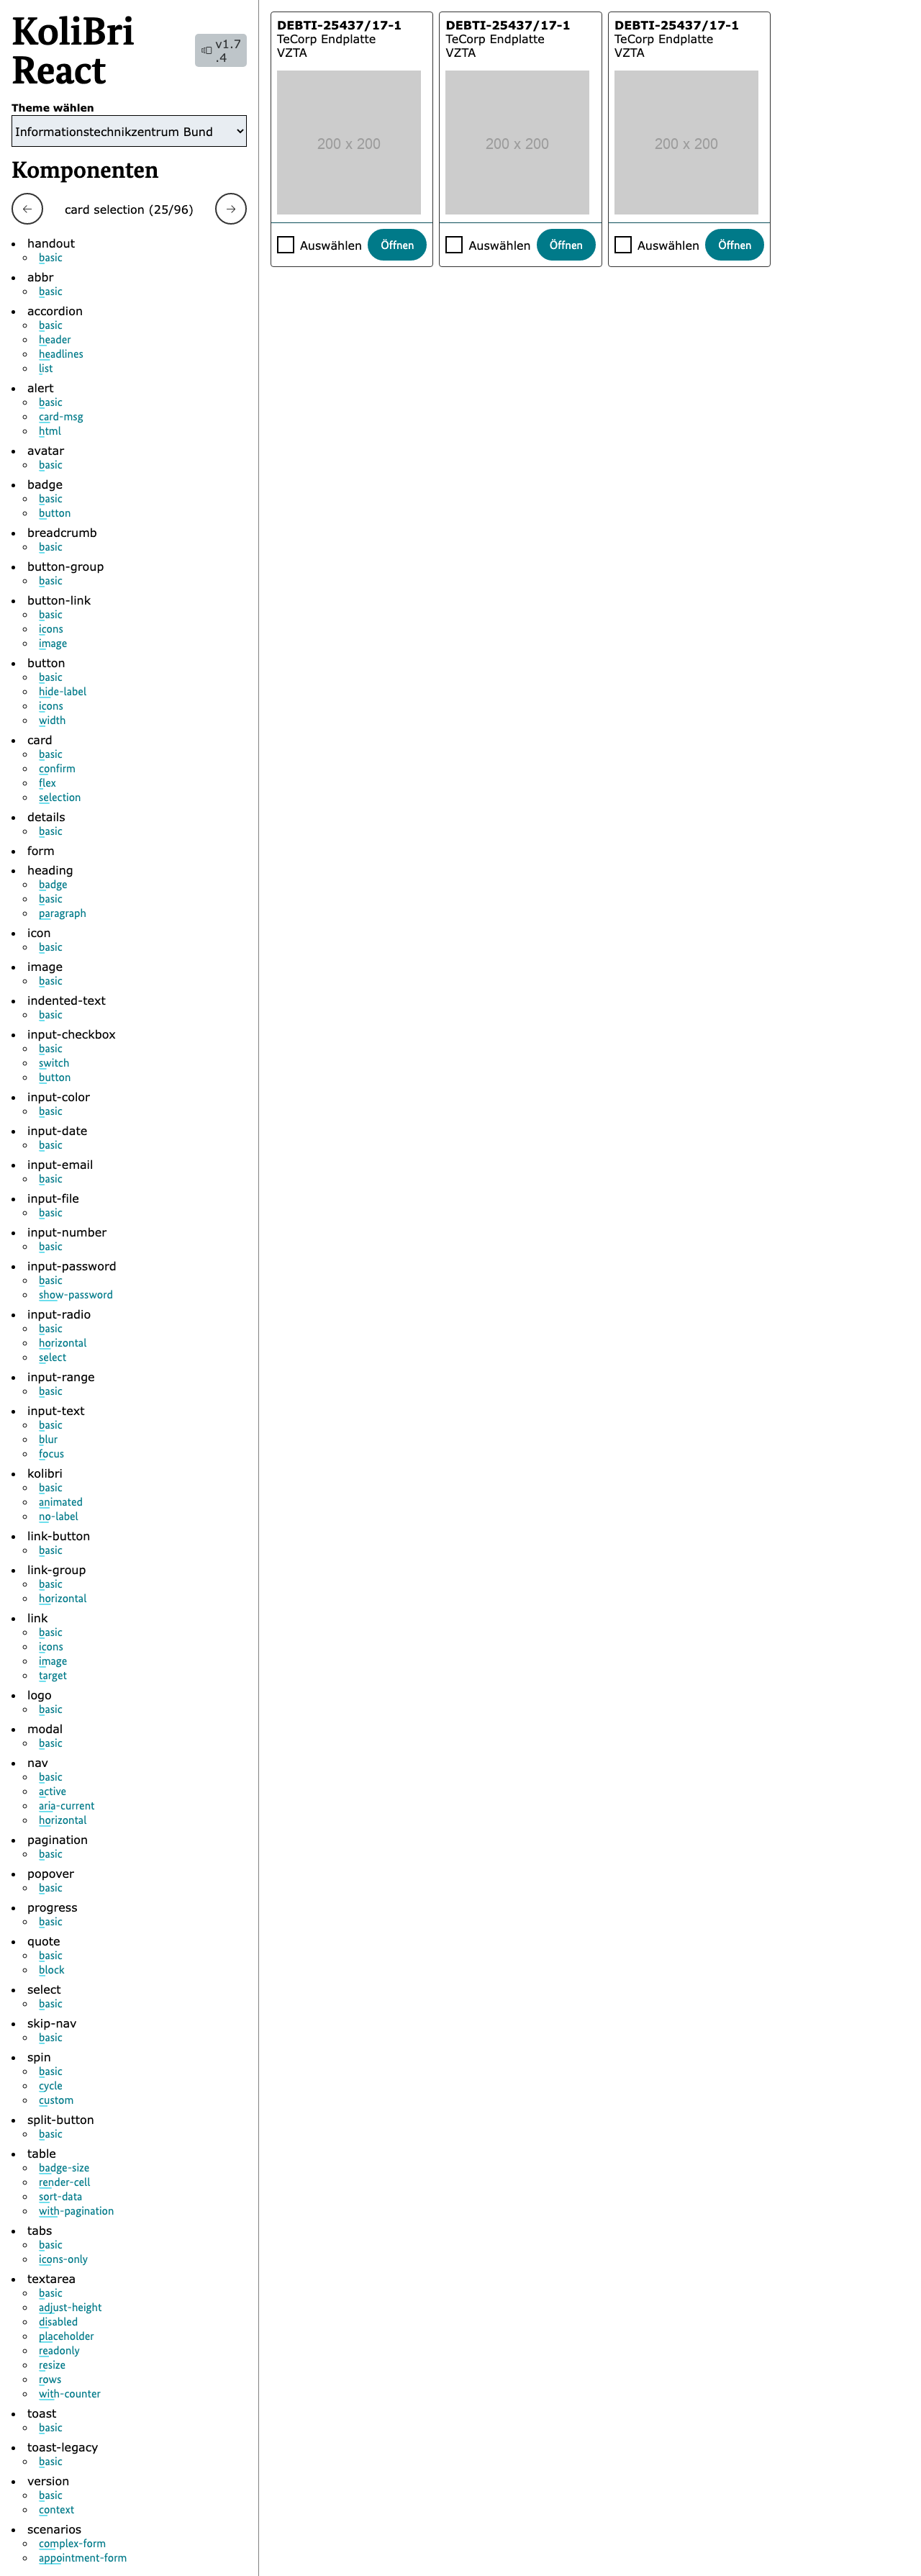 KoliBri
React
v1.7
.4
Theme wählen
Informationstechnikzentrum Bund
Komponenten
card selection (25/96)
handout
basic
abbr
basic
accordion
basic
header
headlines
list
alert
basic
card-msg
html
avatar
basic
badge
basic
button
breadcrumb
basic
button-group
basic
button-link
basic
icons
image
button
basic
hide-label
icons
width
card
basic
confirm
flex
selection
details
basic
form
heading
badge
basic
paragraph
icon
basic
image
basic
indented-text
basic
input-checkbox
basic
switch
button
input-color
basic
input-date
basic
input-email
basic
input-file
basic
input-number
basic
input-password
basic
show-password
input-radio
basic
horizontal
select
input-range
basic
input-text
basic
blur
focus
kolibri
basic
animated
no-label
link-button
basic
link-group
basic
horizontal
link
basic
icons
image
target
logo
basic
modal
basic
nav
basic
active
aria-current
horizontal
pagination
basic
popover
basic
progress
basic
quote
basic
block
select
basic
skip-nav
basic
spin
basic
cycle
custom
split-button
basic
table
badge-size
render-cell
sort-data
with-pagination
tabs
basic
icons-only
textarea
basic
adjust-height
disabled
placeholder
readonly
resize
rows
with-counter
toast
basic
toast-legacy
basic
version
basic
context
scenarios
complex-form
appointment-form
DEBTI-25437/17-1
TeCorp Endplatte
VZTA
200 x 200
Auswählen
Öffnen
DEBTI-25437/17-1
TeCorp Endplatte
VZTA
200 x 200
Auswählen
Öffnen
DEBTI-25437/17-1
TeCorp Endplatte
VZTA
200 x 200
Auswählen
Öffnen